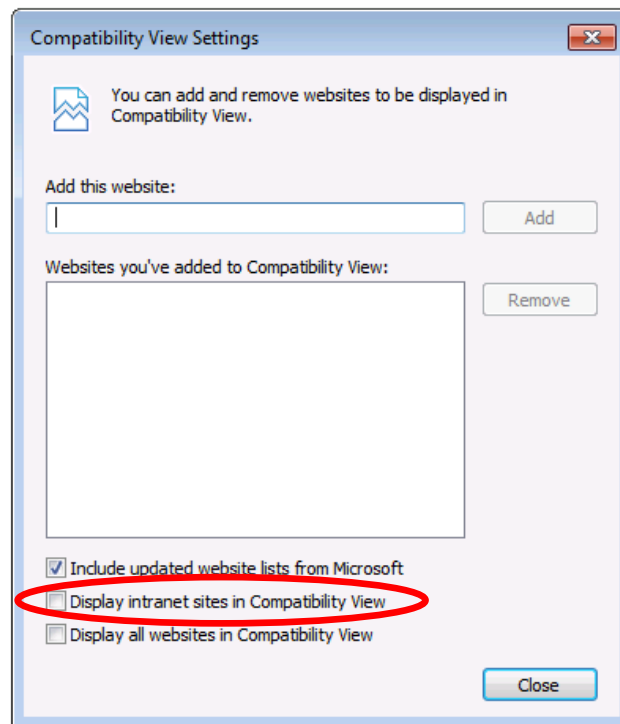 Compatibility View Settings
You can add and remove websites to be displayed in
Compatibility View.
Add this website:
Add
Websites you've added to Compatibility View:
Remove
Include updated website lists from Microsoft
Display intranet sites in Compatibility View
Display all websites in Compatibility View
Close